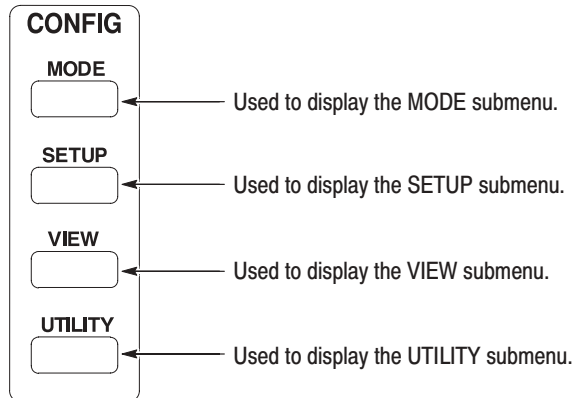 CONFIG
MODE
Used to display the MODE submenu.
SETUP
Used to display the SETUP submenu.
VIEW
Used to display the VIEW submenu.
UTILITY
Used to display the UTILITY submenu.